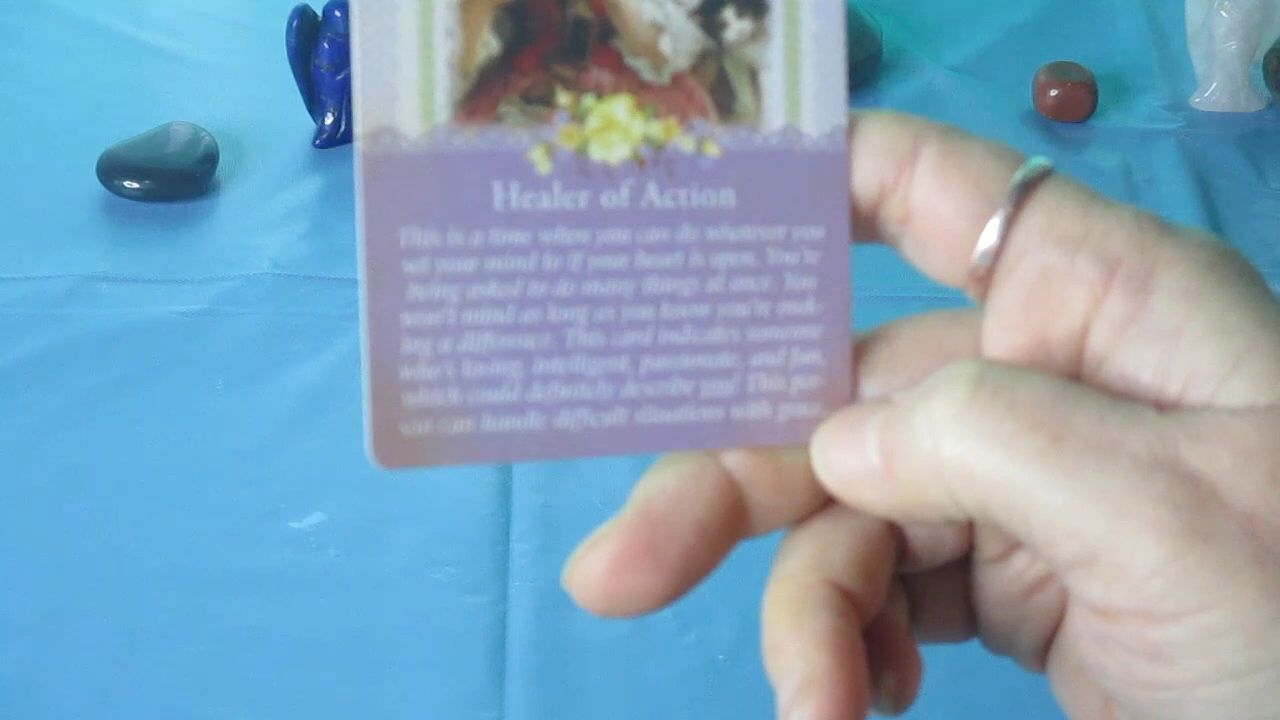 Healer of Action
This is a time when you can do whatever you
set your mind to if your heart is open. You're
being asked to do many things at once. You
won't mind as long as you know you're mak-
ing a difference. This card indicates someone
who's loving, intelligent, passionate, and fun,
which could definitely describe you! This per-
son can handle difficult situations with